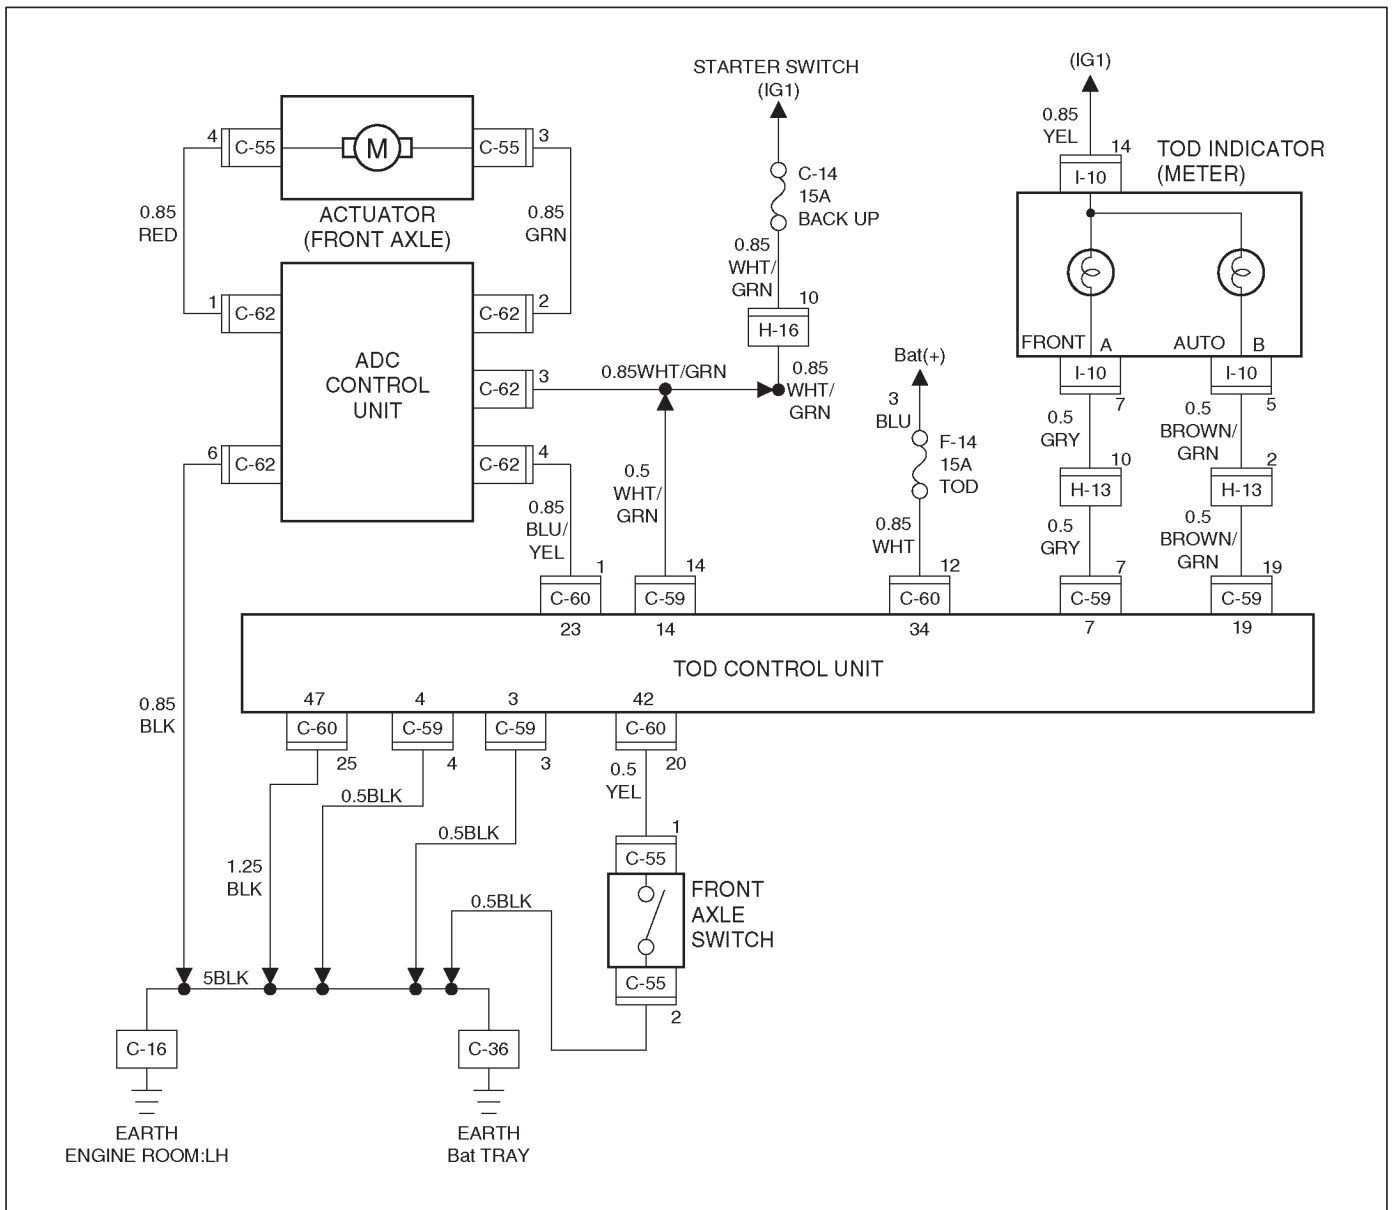 STARTER SWITCH
(IG1)
(IG1)
0.85
YEL
14
I-10
TOD INDICATOR
(METER)
4
C-55
M
C-55
3
ACTUATOR
(FRONT AXLE)
0.85
RED
0.85
GRN
C-14
15A
BACK UP
0.85
WHT/
GRN
10
H-16
1
C-62
C-62
2
ADC
CONTROL
UNIT
C-62
3
0.85WHT/GRN
0.85
WHT/
GRN
6
C-62
C-62
4
FRONT
A
AUTO
B
I-10
7
I-10
5
Bat(+)
3
BLU
F-14
15A
TOD
0.85
WHT
0.5
GRY
0.5
BROWN/
GRN
10
H-13
2
H-13
0.5
GRY
0.5
BROWN/
GRN
0.85
BLU/
YEL
0.5
WHT/
GRN
1
C-60
14
C-59
12
C-60
7
C-59
19
C-59
23
14
34
7
19
TOD CONTROL UNIT
47
4
3
42
C-60
C-59
C-59
C-60
25
4
3
20
0.85
BLK
0.5BLK
0.5BLK
0.5
YEL
1.25
BLK
0.5BLK
1
C-55
FRONT
AXLE
SWITCH
C-55
2
5BLK
C-16
C-36
EARTH
ENGINE ROOM:LH
EARTH
Bat TRAY